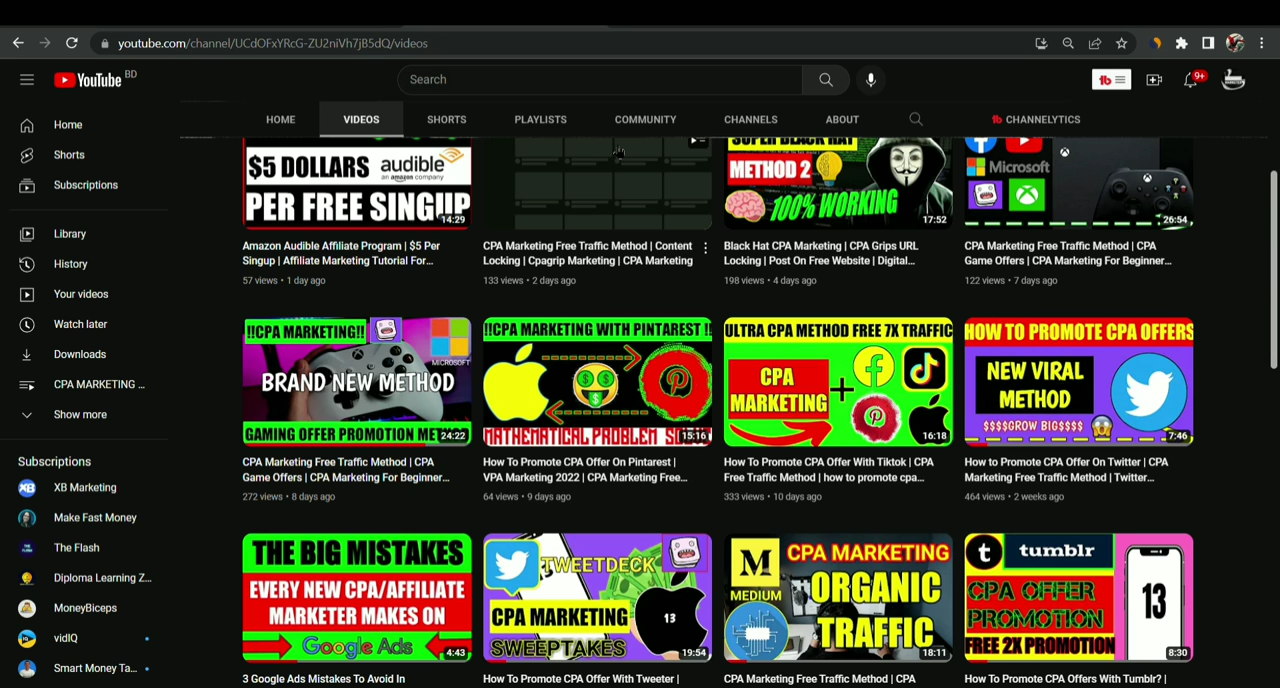 youtube.com/channel/UCdOFxYRcG-ZU2niVh7jB5dQ/videos
YouTube BD
Search
9+
HOME
VIDEOS
SHORTS
PLAYLISTS
COMMUNITY
CHANNELS
ABOUT
CHANNELYTICS
Home
Shorts
Subscriptions
Library
History
Your videos
Watch later
Downloads
CPA MARKETING ...
Show more
Subscriptions
XB Marketing
Make Fast Money
The Flash
Diploma Learning Z...
MoneyBiceps
vidIQ
Smart Money Ta...
$5 DOLLARS
audible
an amazon company
PER FREE SINGUP
14:29
Amazon Audible Affiliate Program | $5 Per
Singup | Affiliate Marketing Tutorial For...
57 views • 1 day ago
CPA Marketing Free Traffic Method | Content
Locking | Cpagrip Marketing | CPA Marketing
133 views • 2 days ago
SUPER BLACK HAT
METHOD 2
100% WORKING
17:52
Black Hat CPA Marketing | CPA Grips URL
Locking | Post On Free Website | Digital...
198 views • 4 days ago
Microsoft
26:54
CPA Marketing Free Traffic Method | CPA
Game Offers | CPA Marketing For Beginner...
122 views • 7 days ago
!!CPA MARKETING!!
MICROSOFT
BRAND NEW METHOD
GAMING OFFER PROMOTION
24:22
CPA Marketing Free Traffic Method | CPA
Game Offers | CPA Marketing For Beginner...
272 views • 8 days ago
!!CPA MARKETING WITH PINTAREST !!
MATHEMATICAL PROBLEM
15:16
How To Promote CPA Offer On Pintarest |
VPA Marketing 2022 | CPA Marketing Free...
64 views • 9 days ago
ULTRA CPA METHOD FREE 7X TRAFFIC
CPA
MARKETING
16:18
How To Promote CPA Offer With Tiktok | CPA
Free Traffic Method | how to promote cpa...
333 views • 10 days ago
HOW TO PROMOTE CPA OFFERS
NEW VIRAL
METHOD
$$$$GROW BIG$$$$
7:46
How to Promote CPA Offer On Twitter | CPA
Marketing Free Traffic Method | Twitter...
464 views • 2 weeks ago
THE BIG MISTAKES
EVERY NEW CPA/AFFILIATE
MARKETER MAKES ON
Google Ads
4:43
3 Google Ads Mistakes To Avoid In
TWEETDECK
CPA MARKETING
SWEEPTAKES
13
19:54
How To Promote CPA Offer With Tweeter |
M
MEDIUM
CPA MARKETING
ORGANIC
TRAFFIC
18:11
CPA Marketing Free Traffic Method | CPA
t
tumblr
CPA OFFER
PROMOTION
FREE 2X PROMOTION
13
8:30
How To Promote CPA Offers With Tumblr? |